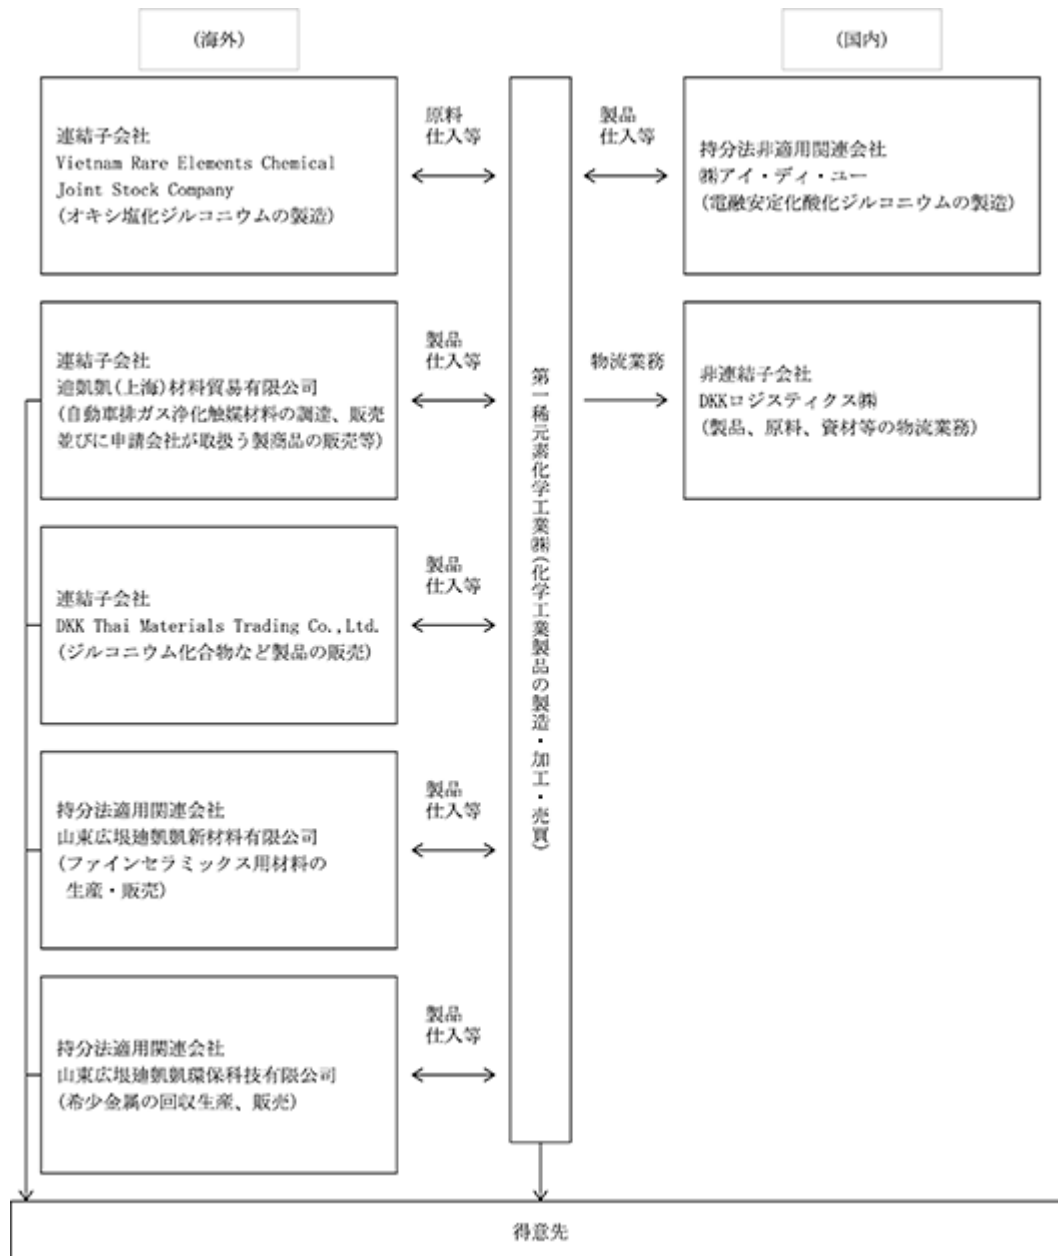 (海外)
(国内)
連結子会社
Vietnam Rare Elements Chemical
Joint Stock Company
(オキシ塩化ジルコニウムの製造)
原料
仕入等
製品
仕入等
持分法非適用関連会社
㈱アイ・ディ・ユー
(電融安定化酸化ジルコニウムの製造)
連結子会社
迪凱凱(上海)材料貿易有限公司
(自動車排ガス浄化触媒材料の調達、販売
並びに申請会社が取扱う製商品の販売等)
製品
仕入等
物流業務
非連結子会社
DKKロジスティクス㈱
(製品、原料、資材等の物流業務)
第一稀元素化学工業㈱(化学工業製品の製造・加工・売買)
連結子会社
DKK Thai Materials Trading Co.,Ltd.
(ジルコニウム化合物など製品の販売)
製品
仕入等
持分法適用関連会社
山東広垠迪凱凱新材料有限公司
(ファインセラミックス用材料の
生産・販売)
製品
仕入等
持分法適用関連会社
山東広垠迪凱凱環保科技有限公司
(希少金属の回収生産、販売)
製品
仕入等
得意先